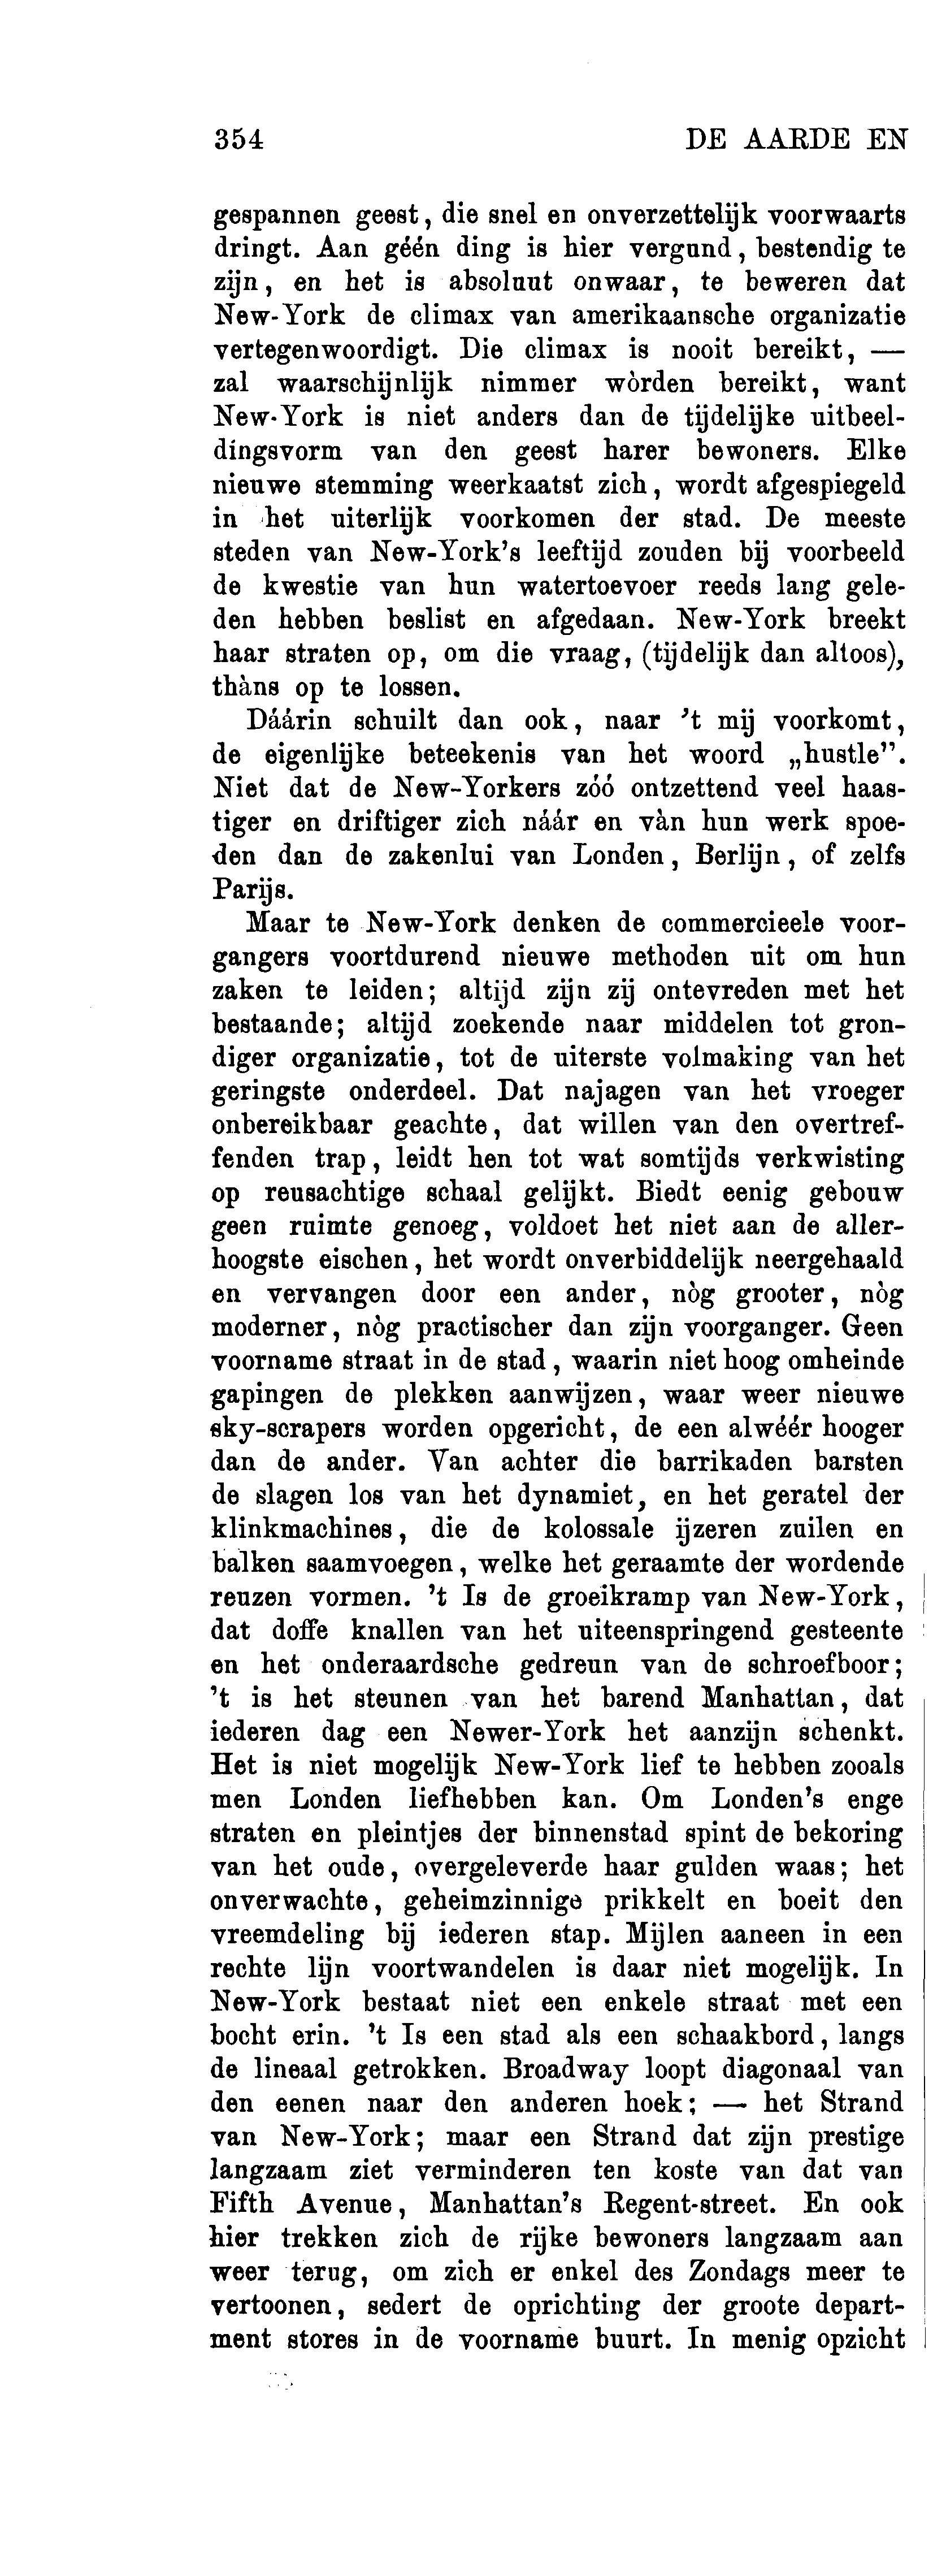 354 DE AARDE EN
gespannen geest, die snel en onverzettelijk voorwaarts
dringt. Aan géén ding is hier vergund, bestendig te
zijn, en het is absoluut onwaar, te beweren dat
New-York de climax van amerikaansche organizatie
vertegenwoordigt. Die climax is nooit bereikt, —
zal waarschijnlijk nimmer wòrden bereikt, want
New-York is niet anders dan de tijdelijke uitbeel-
dingsvorm van den geest harer bewoners. Elke
nieuwe stemming weerkaatst zich, wordt afgespiegeld
in het uiterlijk voorkomen der stad. De meeste
steden van New-York's leeftijd zouden bij voorbeeld
de kwestie van hun watertoevoer reeds lang gele-
den hebben beslist en afgedaan. New-York breekt
haar straten op, om die vraag, (tijdelijk dan altoos),
thàns op te lossen.
Dáárin schuilt dan ook, naar 't mij voorkomt,
de eigenlijke beteekenis van het woord „hustle”.
Niet dat de New-Yorkers zóó ontzettend veel haas-
tiger en driftiger zich náár en vàn hun werk spoe-
den dan de zakenlui van Londen, Berlijn, of zelfs
Parijs.
Maar te New-York denken de commercieele voor-
gangers voortdurend nieuwe methoden uit om hun
zaken te leiden; altijd zijn zij ontevreden met het
bestaande; altijd zoekende naar middelen tot gron-
diger organizatie, tot de uiterste volmaking van het
geringste onderdeel. Dat najagen van het vroeger
onbereikbaar geachte, dat willen van den overtref-
fenden trap, leidt hen tot wat somtijds verkwisting
op reusachtige schaal gelijkt. Biedt eenig gebouw
geen ruimte genoeg, voldoet het niet aan de aller-
hoogste eischen, het wordt onverbiddelijk neergehaald
en vervangen door een ander, nòg grooter, nòg
moderner, nòg practischer dan zijn voorganger. Geen
voorname straat in de stad, waarin niet hoog omheinde
gapingen de plekken aanwijzen, waar weer nieuwe
sky-scrapers worden opgericht, de een alwéér hooger
dan de ander. Van achter die barrikaden barsten
de slagen los van het dynamiet, en het geratel der
klinkmachines, die de kolossale ijzeren zuilen en
balken saamvoegen, welke het geraamte der wordende
reuzen vormen. 't Is de groeikramp van New-York,
dat doffe knallen van het uiteenspringend gesteente
en het onderaardsche gedreun van de schroefboor;
't is het steunen van het barend Manhattan, dat
iederen dag een Newer-York het aanzijn schenkt.
Het is niet mogelijk New-York lief te hebben zooals
men Londen liefhebben kan. Om Londen's enge
straten en pleintjes der binnenstad spint de bekoring
van het oude, overgeleverde haar gulden waas; het
onverwachte, geheimzinnige prikkelt en boeit den
vreemdeling bij iederen stap. Mijlen aaneen in een
rechte lijn voortwandelen is daar niet mogelijk. In
New-York bestaat niet een enkele straat met een
bocht erin. 't Is een stad als een schaakbord, langs
de lineaal getrokken. Broadway loopt diagonaal van
den eenen naar den anderen hoek; — het Strand
van New-York; maar een Strand dat zijn prestige
langzaam ziet verminderen ten koste van dat van
Fifth Avenue, Manhattan's Regent-street. En ook
hier trekken zich de rijke bewoners langzaam aan
weer terug, om zich er enkel des Zondags meer te
vertoonen, sedert de oprichting der groote depart-
ment stores in de voorname buurt. In menig opzicht